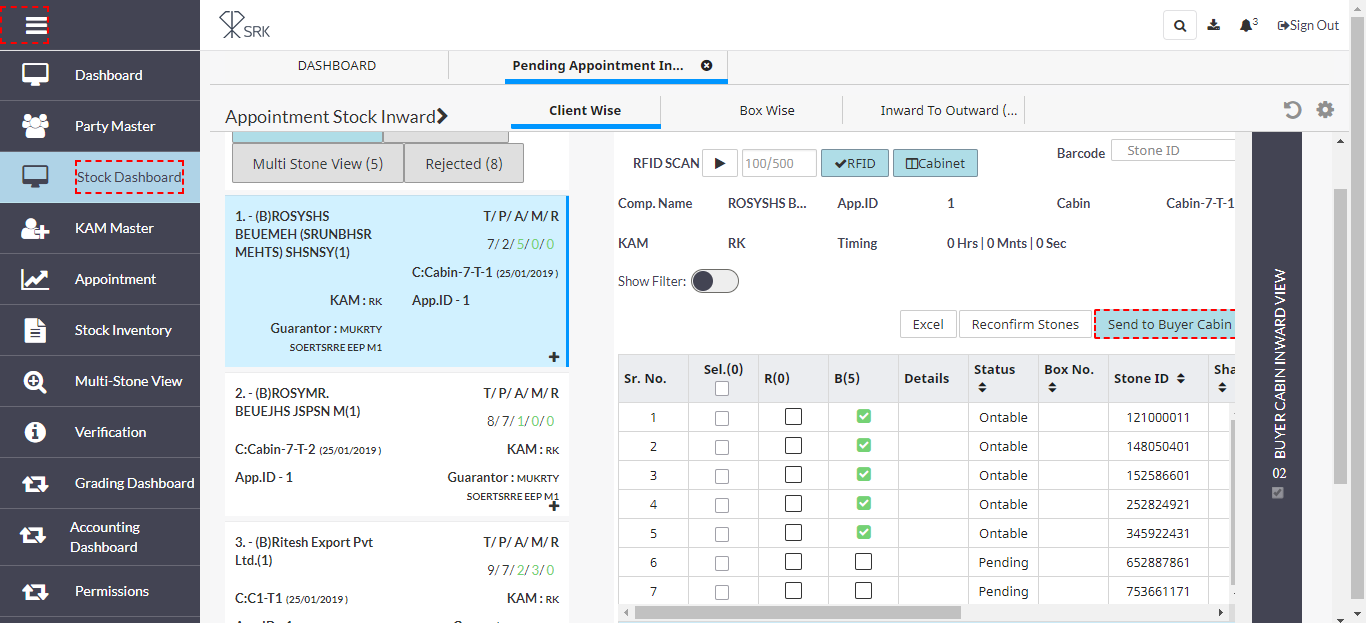 SRK
3
Sign Out
Dashboard
Party Master
Stock Dashboard
KAM Master
Appointment
Stock Inventory
Multi-Stone View
Verification
Grading Dashboard
Accounting
Dashboard
Permissions
DASHBOARD
Pending Appointment In...
Appointment Stock Inward
Client Wise
Box Wise
Inward To Outward (...
Multi Stone View (5)
Rejected (8)
1. - (B)ROSYSHS
BEUEMEH (SRUNBHSR
MEHTS) SHSNSY(1)
T/ P/ A/ M/ R
7/ 2/ 5/ 0/ 0
C:Cabin-7-T-1 (25/01/2019 )
KAM : RK
App.ID - 1
Guarantor : MUKRTY
SOERTSRRE EEP M1
2. - (B)ROSYMR.
BEUEJHS JSPSN M(1)
T/ P/ A/ M/ R
8/ 7/ 1/ 0/ 0
C:Cabin-7-T-2 (25/01/2019 )
KAM : RK
App.ID - 1
Guarantor : MUKRTY
SOERTSRRE EEP M1
3. - (B)Ritesh Export Pvt
Ltd.(1)
T/ P/ A/ M/ R
9/ 7/ 2/ 3/ 0
C:C1-T1 (25/01/2019 )
KAM : RK
RFID SCAN
100/500
RFID
Cabinet
Barcode
Stone ID
Comp. Name ROSYSHS B... App.ID 1 Cabin Cabin-7-T-1
KAM RK Timing 0 Hrs | 0 Mnts | 0 Sec
Show Filter:
Excel
Reconfirm Stones
Send to Buyer Cabin
Sr. No. Sel.(0) R(0) B(5) Details Status Box No. Stone ID Sha
1 Ontable 121000011
2 Ontable 148050401
3 Ontable 152586601
4 Ontable 252824921
5 Ontable 345922431
6 Pending 652887861
7 Pending 753661171
BUYER CABIN INWARD VIEW
02